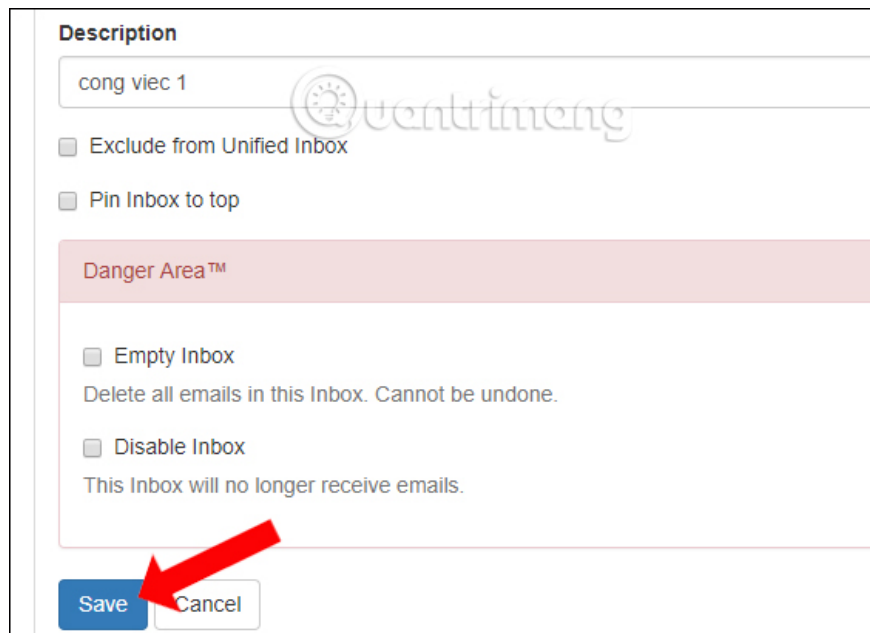 Description
cong viec 1
Quantrimang
Exclude from Unified Inbox
Pin Inbox to top
Danger Area™
Empty Inbox
Delete all emails in this Inbox. Cannot be undone.
Disable Inbox
This Inbox will no longer receive emails.
Save Cancel